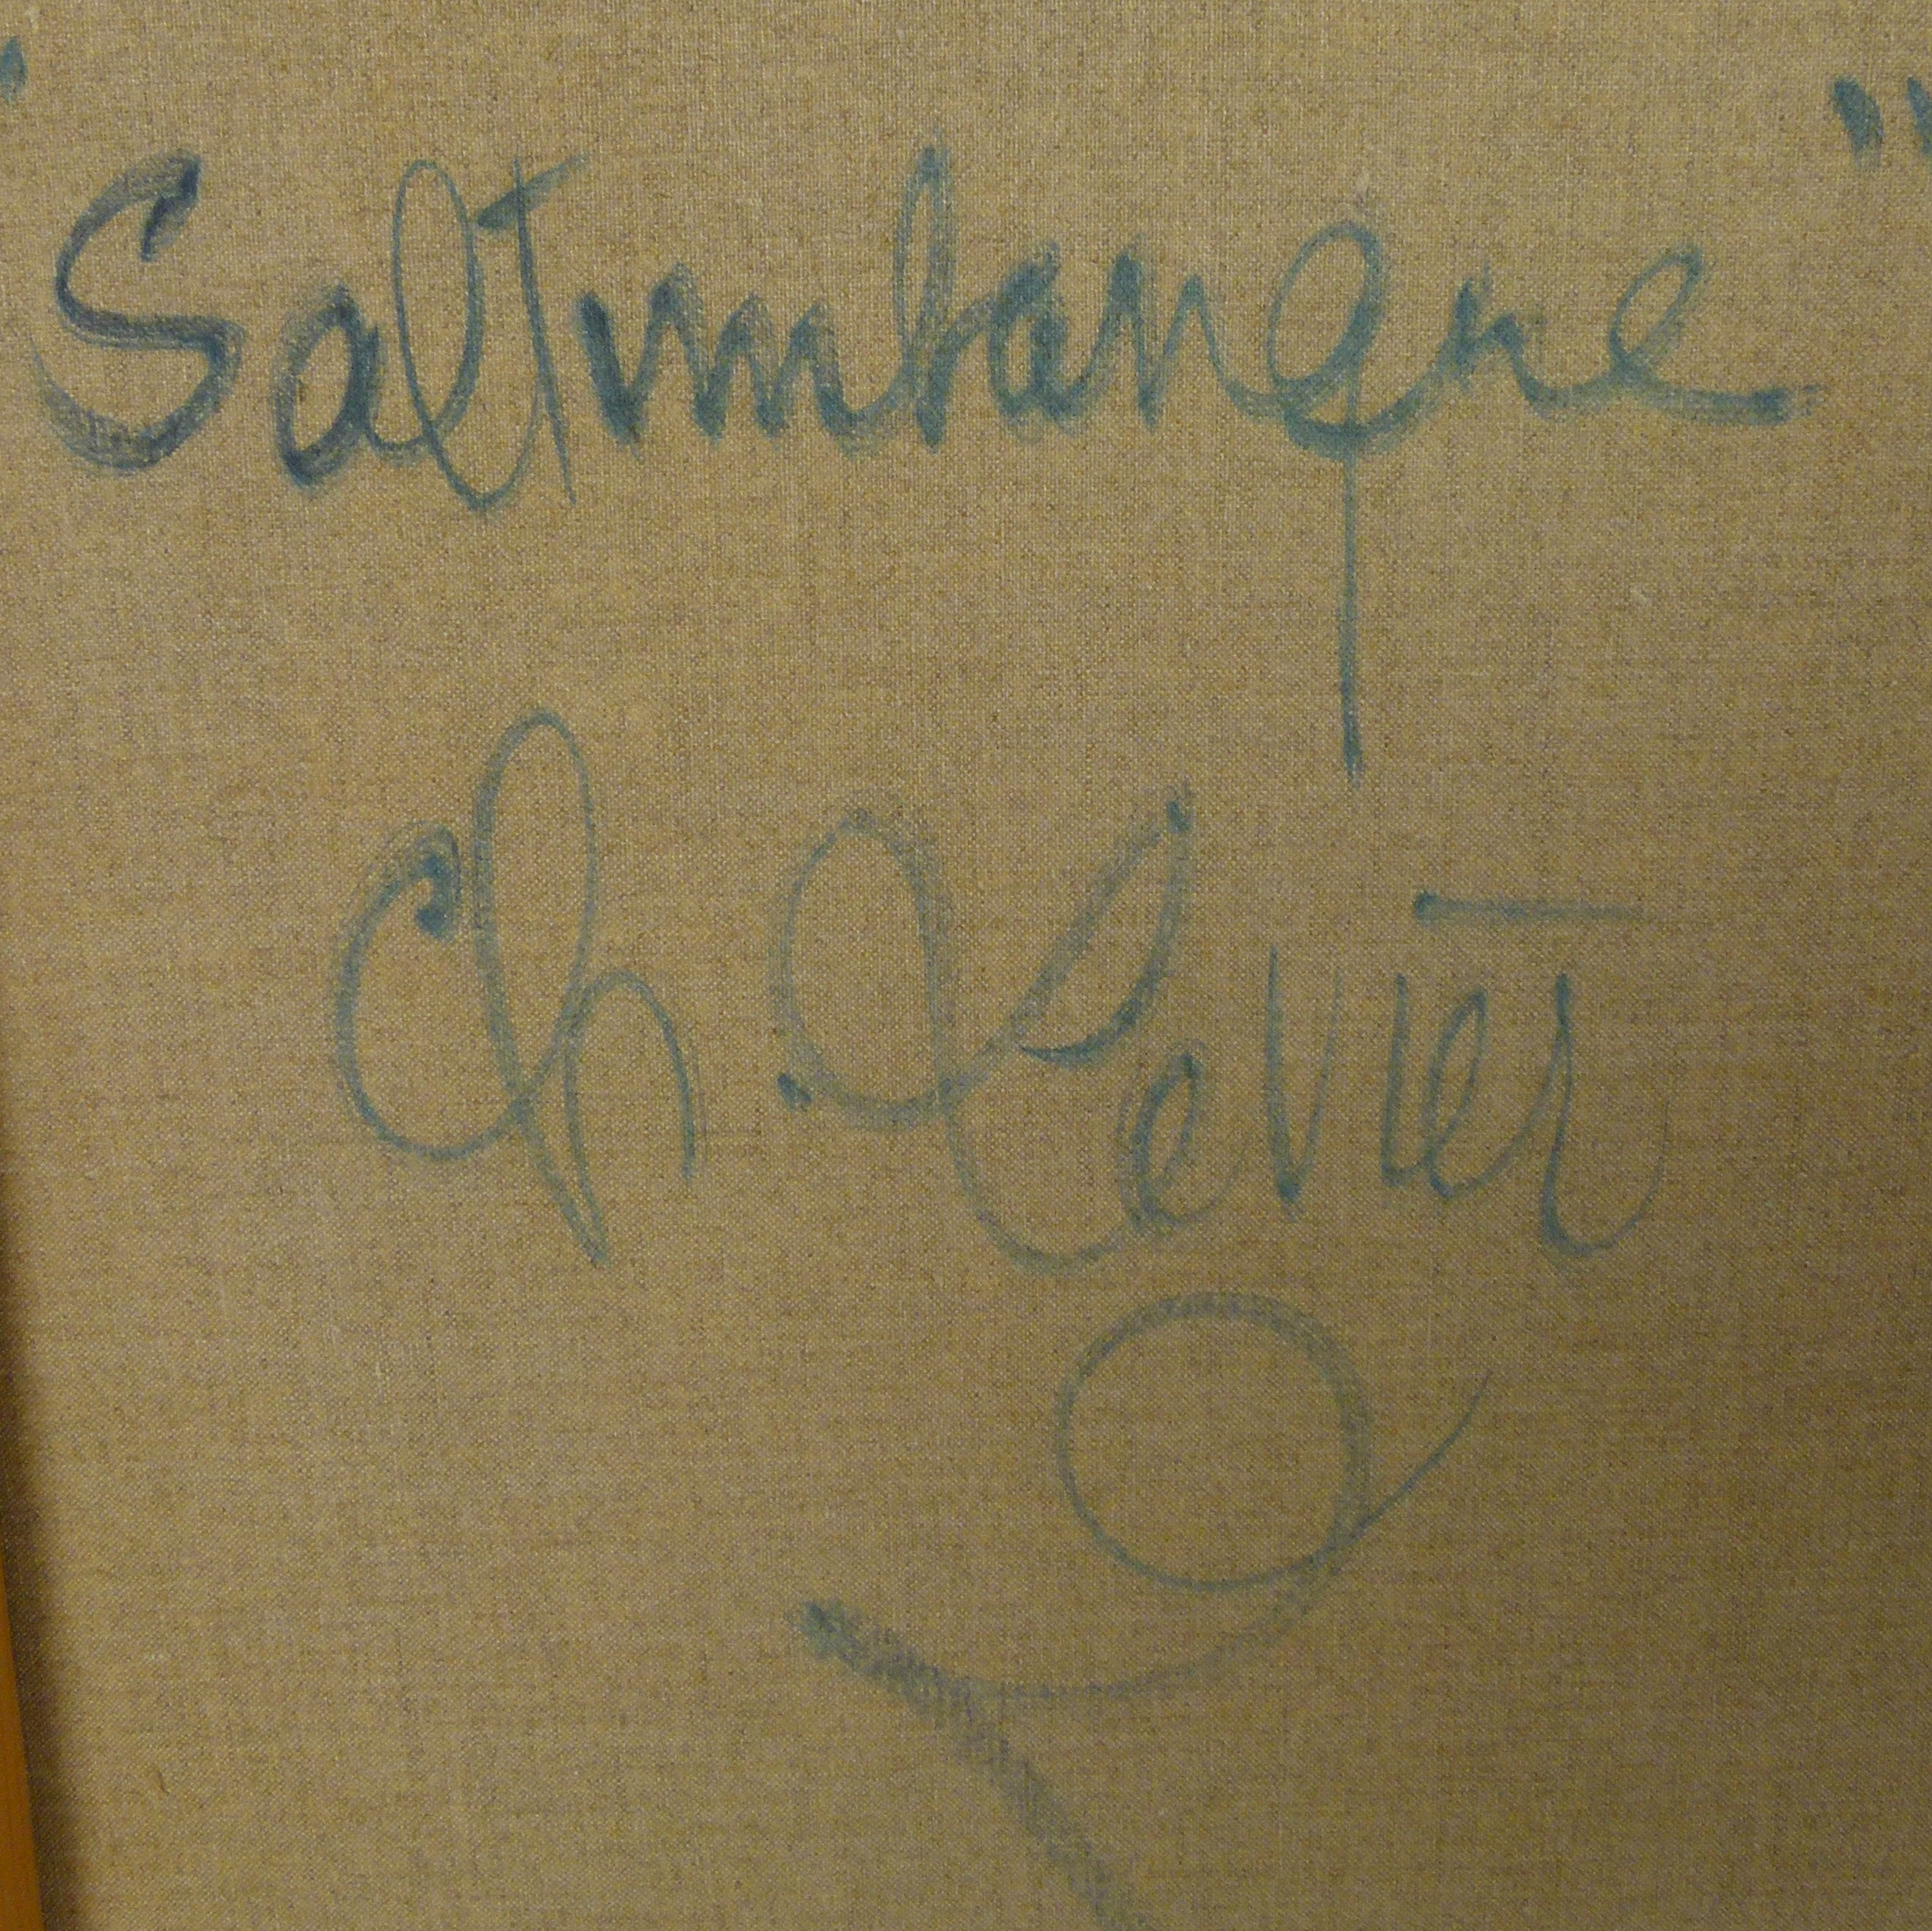 "Saltimbanque"
Ch. Levier